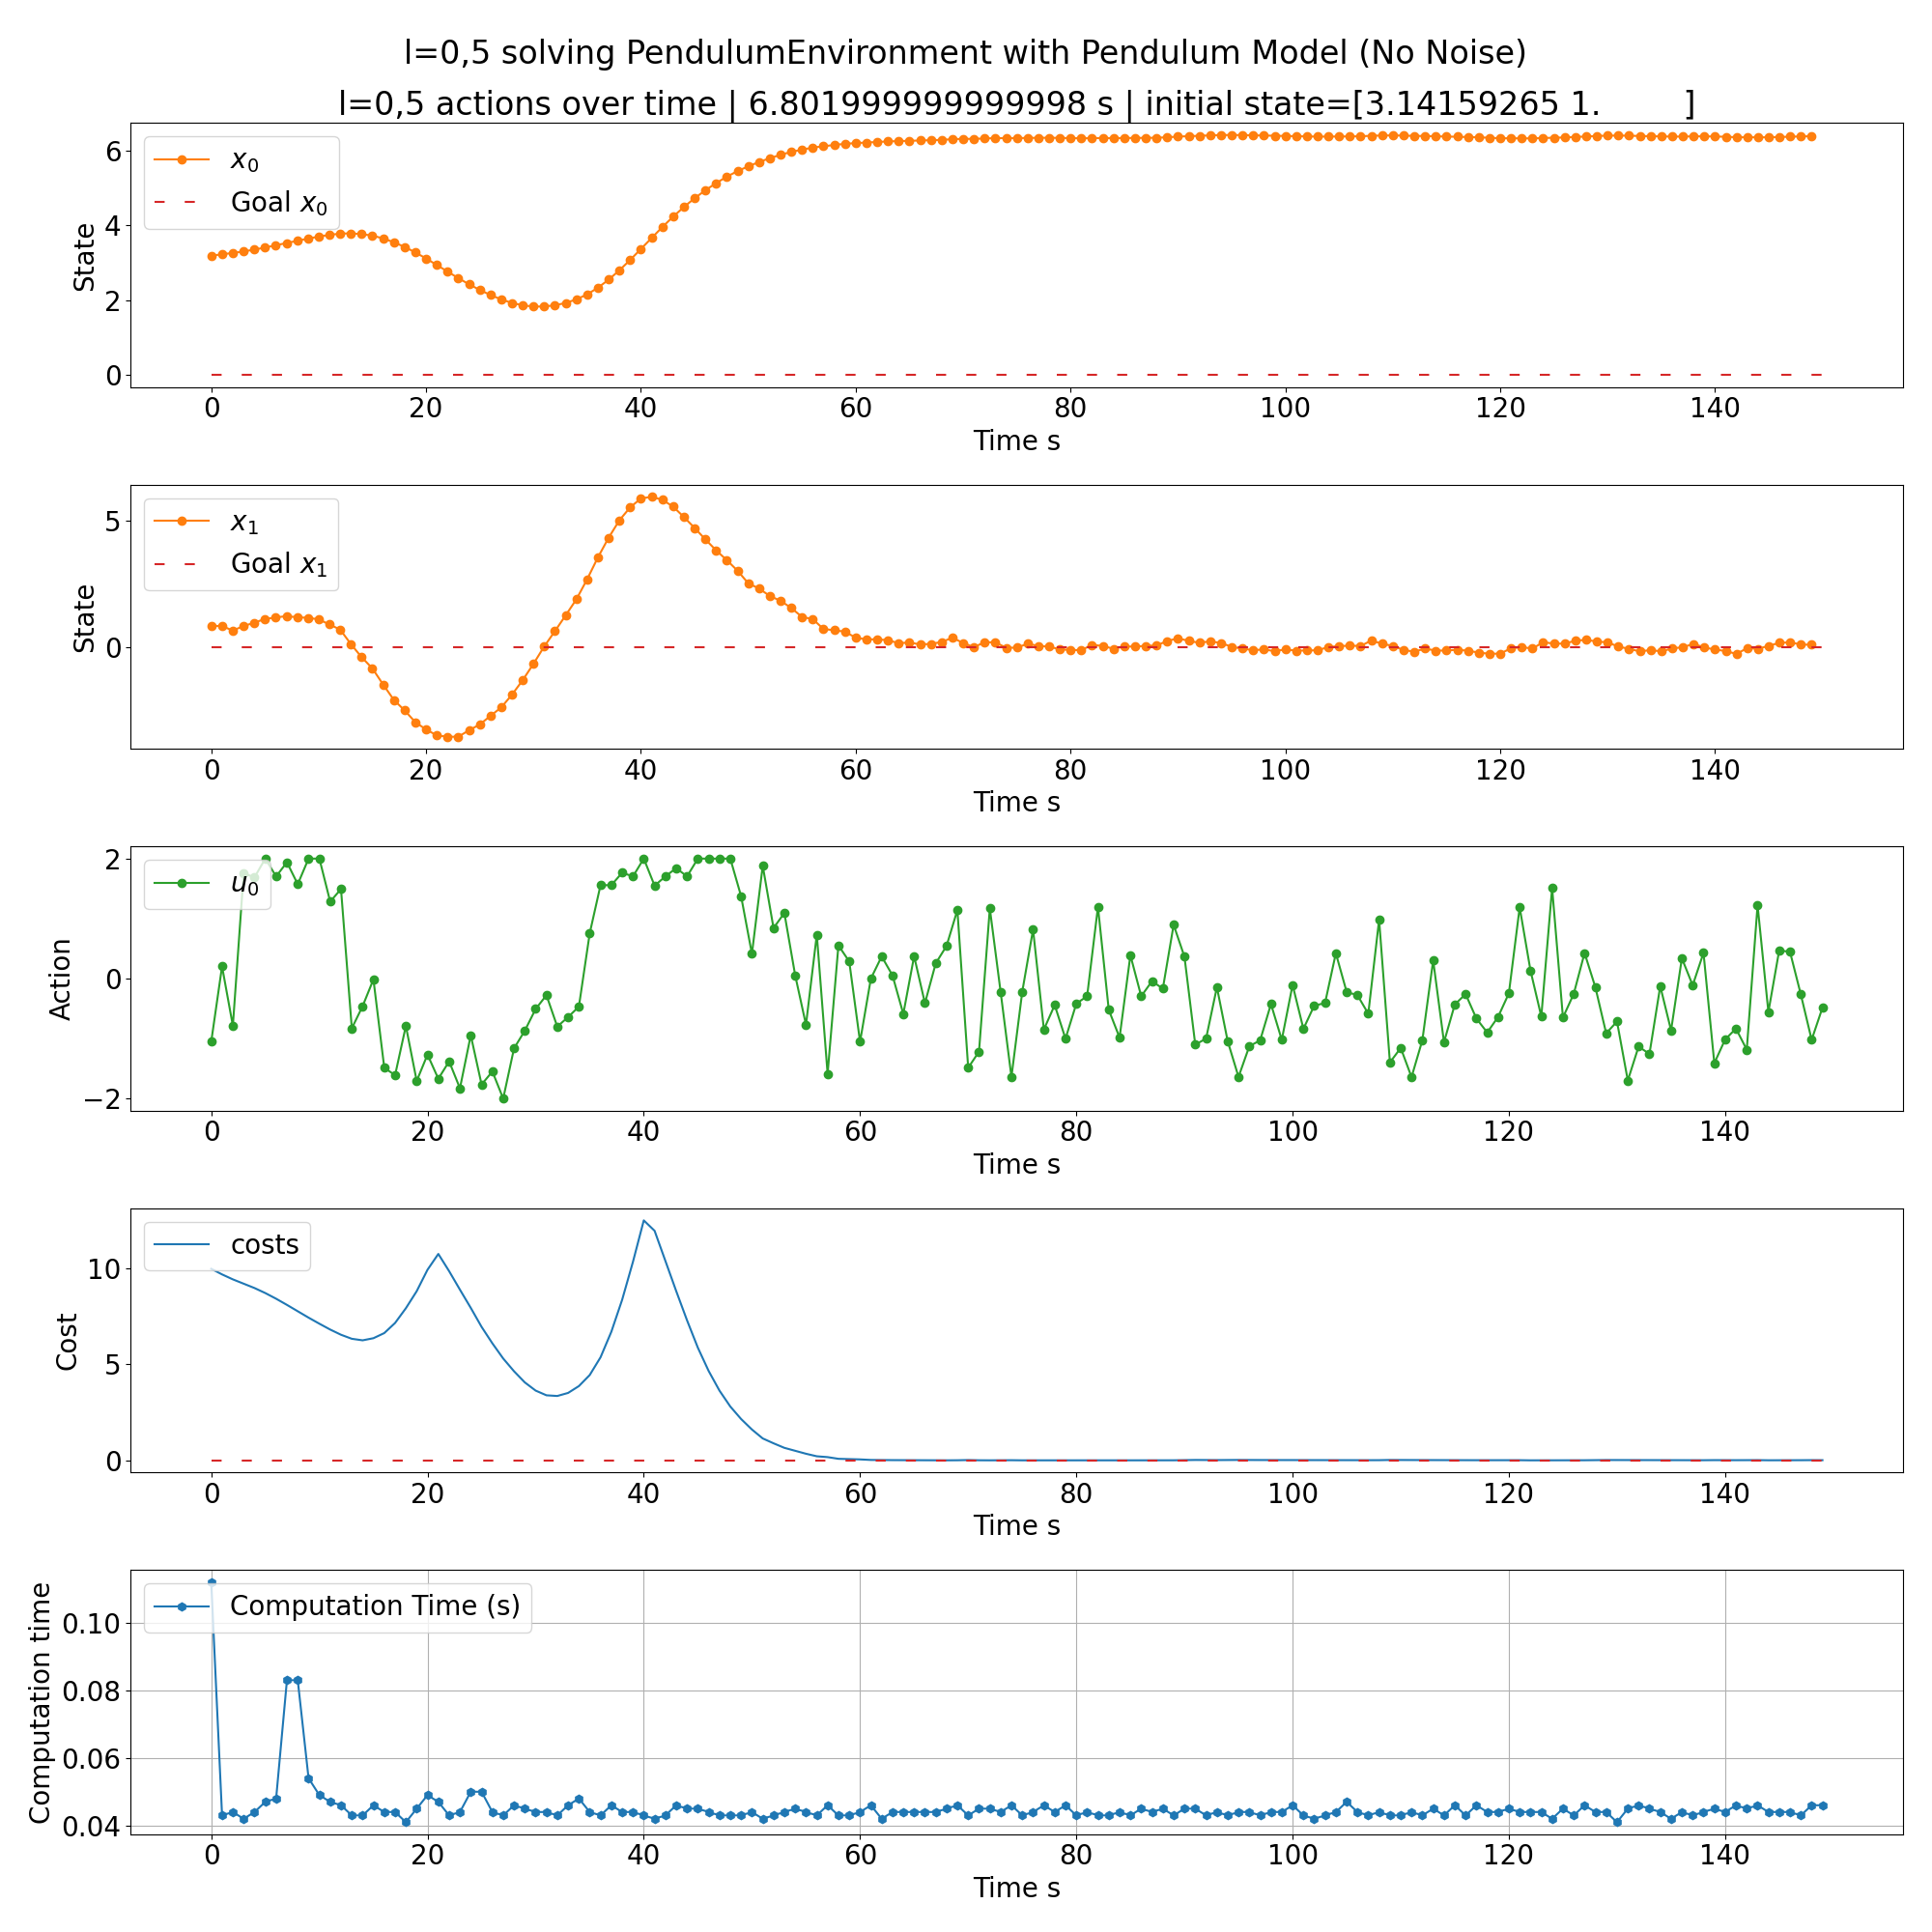 l=0,5 solving PendulumEnvironment with Pendulum Model (No Noise)
l=0,5 actions over time | 6.801999999999998 s | initial state=[3.14159265 1. ]
x_0
Goal x_0
State
6
4
2
0
0 20 40 60 80 100 120 140
Time s
x_1
Goal x_1
State
5
0
0 20 40 60 80 100 120 140
Time s
u_0
Action
2
0
−2
0 20 40 60 80 100 120 140
Time s
costs
Cost
10
5
0
0 20 40 60 80 100 120 140
Time s
Computation Time (s)
Computation time
0.10
0.08
0.06
0.04
0 20 40 60 80 100 120 140
Time s